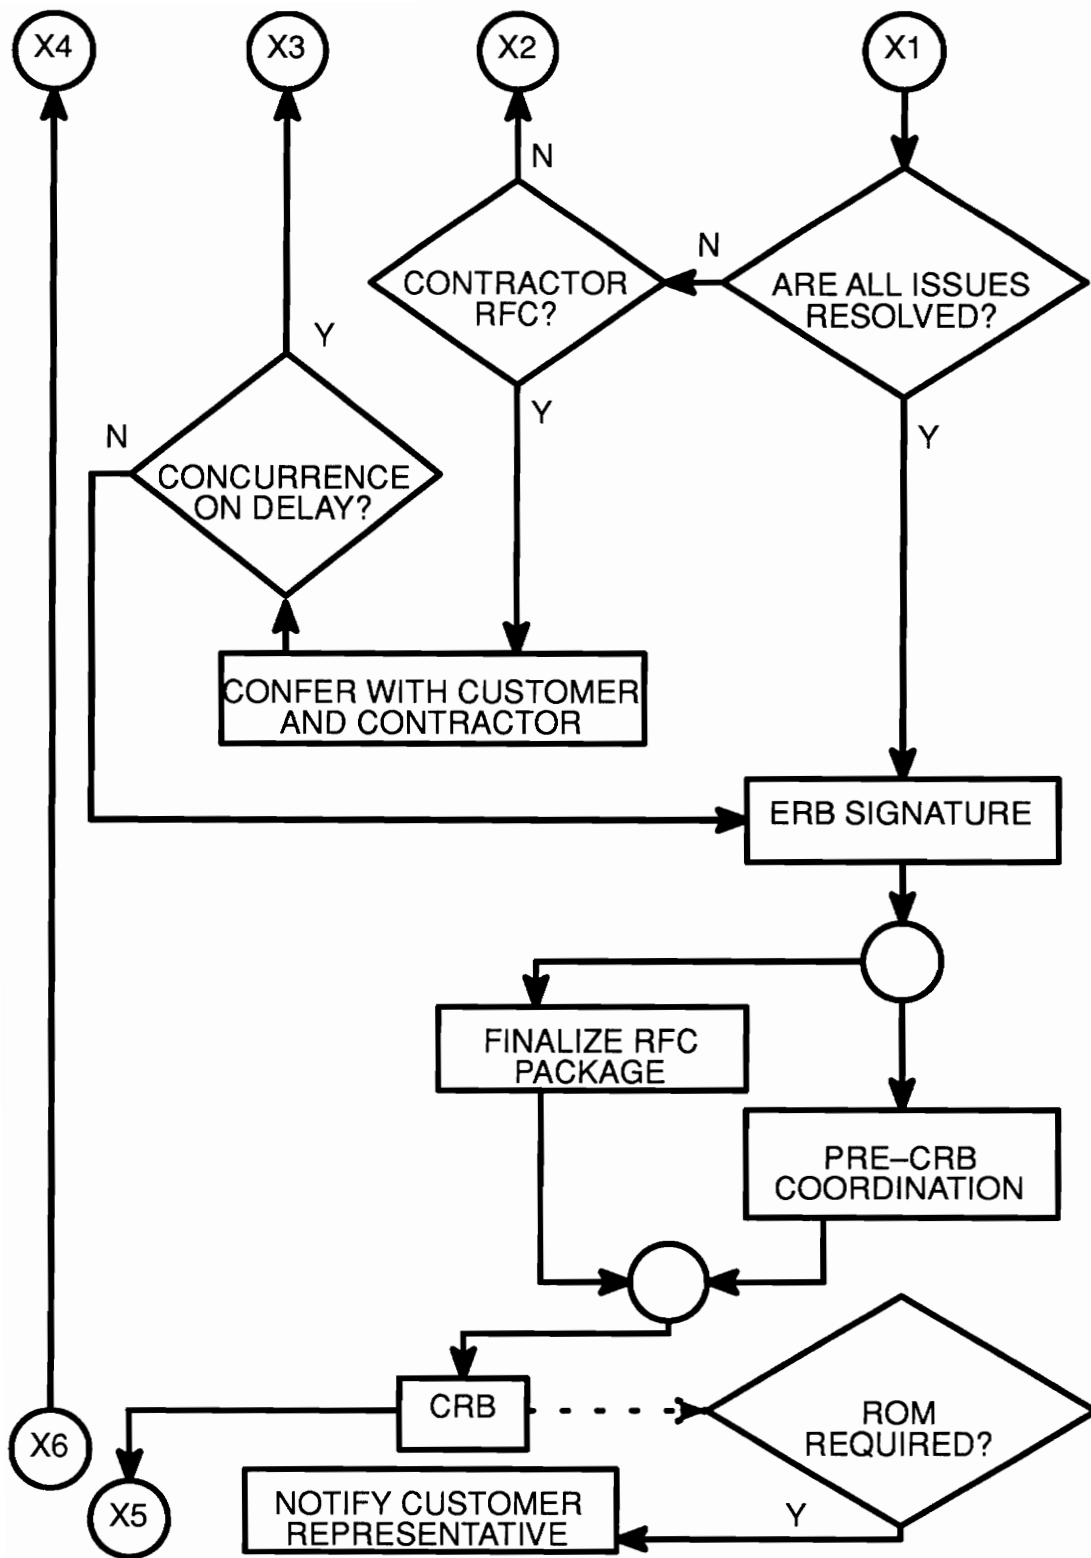 X4
X3
X2
X1
N
N
CONTRACTOR
RFC?
ARE ALL ISSUES
RESOLVED?
Y
Y
Y
N
CONCURRENCE
ON DELAY?
CONFER WITH CUSTOMER
AND CONTRACTOR
ERB SIGNATURE
FINALIZE RFC
PACKAGE
PRE–CRB
COORDINATION
CRB
ROM
REQUIRED?
X6
X5
NOTIFY CUSTOMER
REPRESENTATIVE
Y